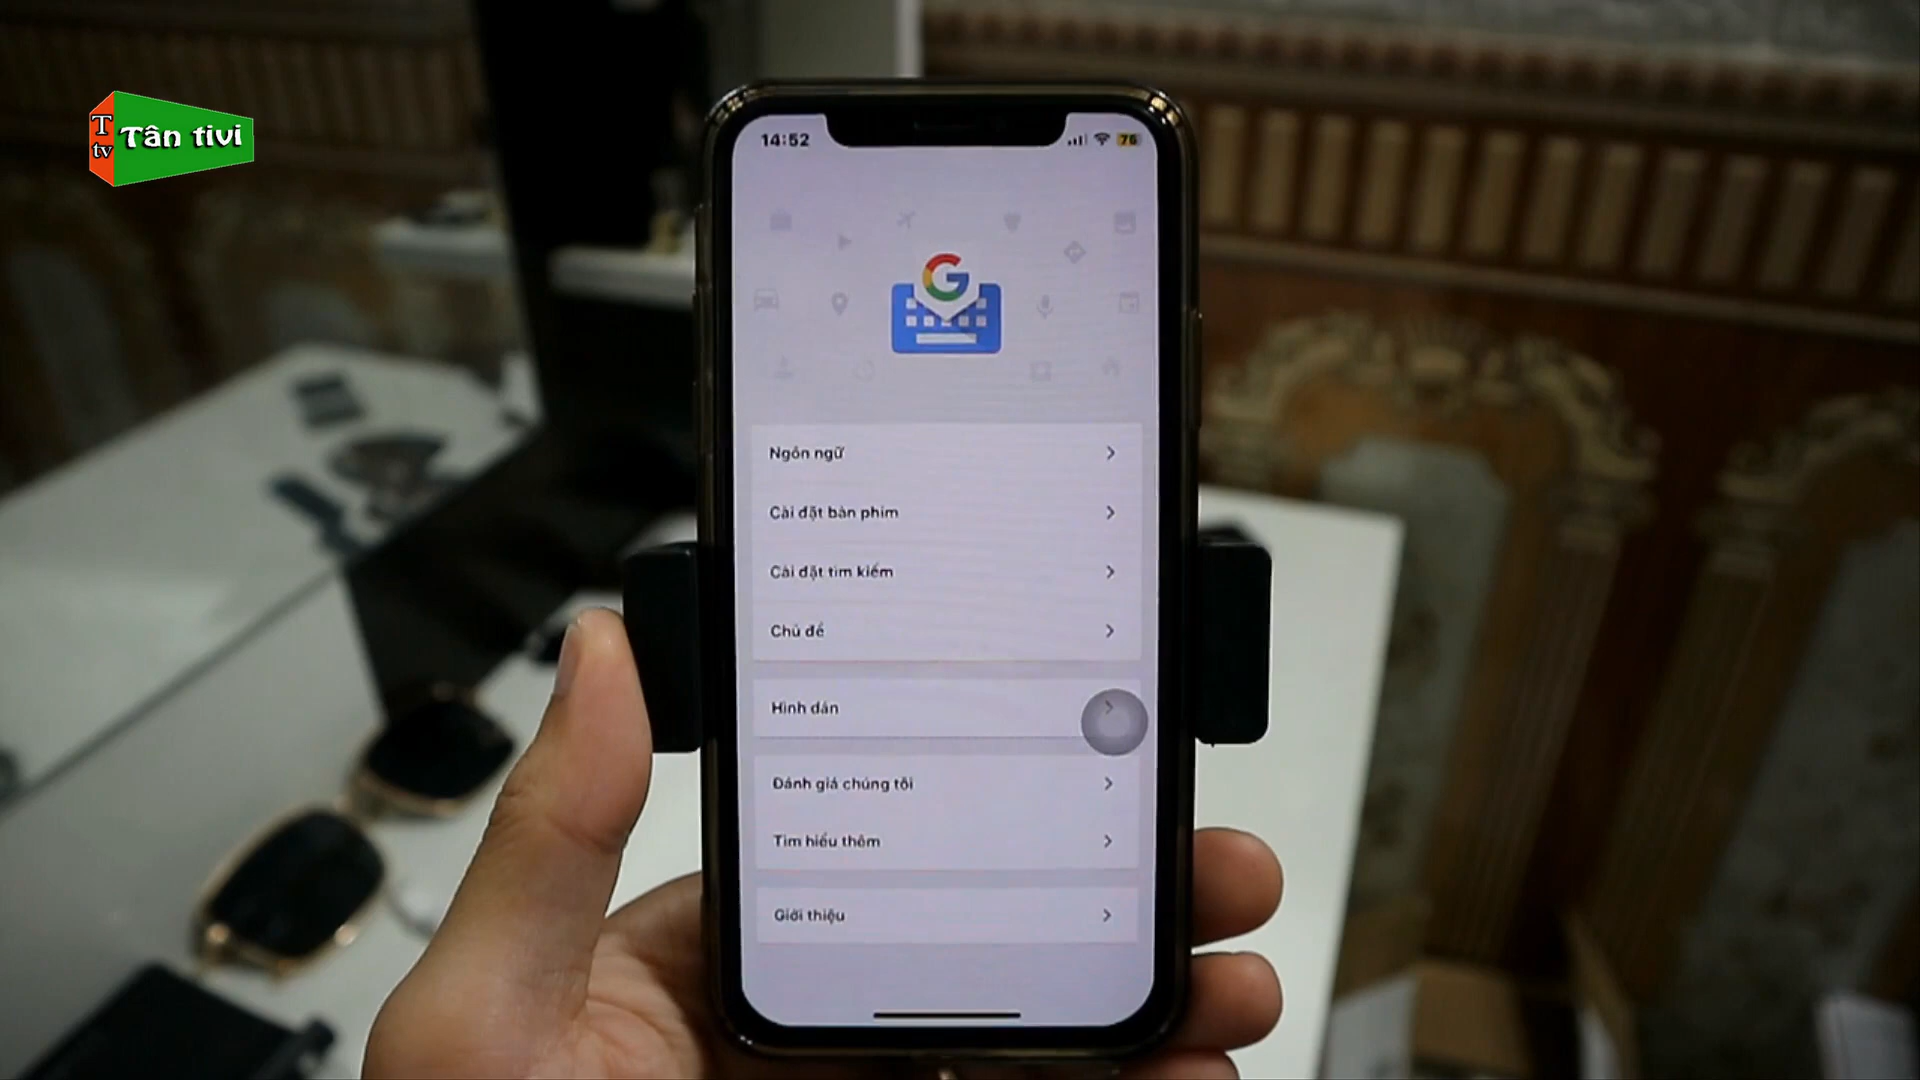 T
tv
Tân tivi
14:52
76
G
Ngôn ngữ
Cài đặt bàn phím
Cài đặt tìm kiếm
Chủ đề
Hình dán
Đánh giá chúng tôi
Tìm hiểu thêm
Giới thiệu